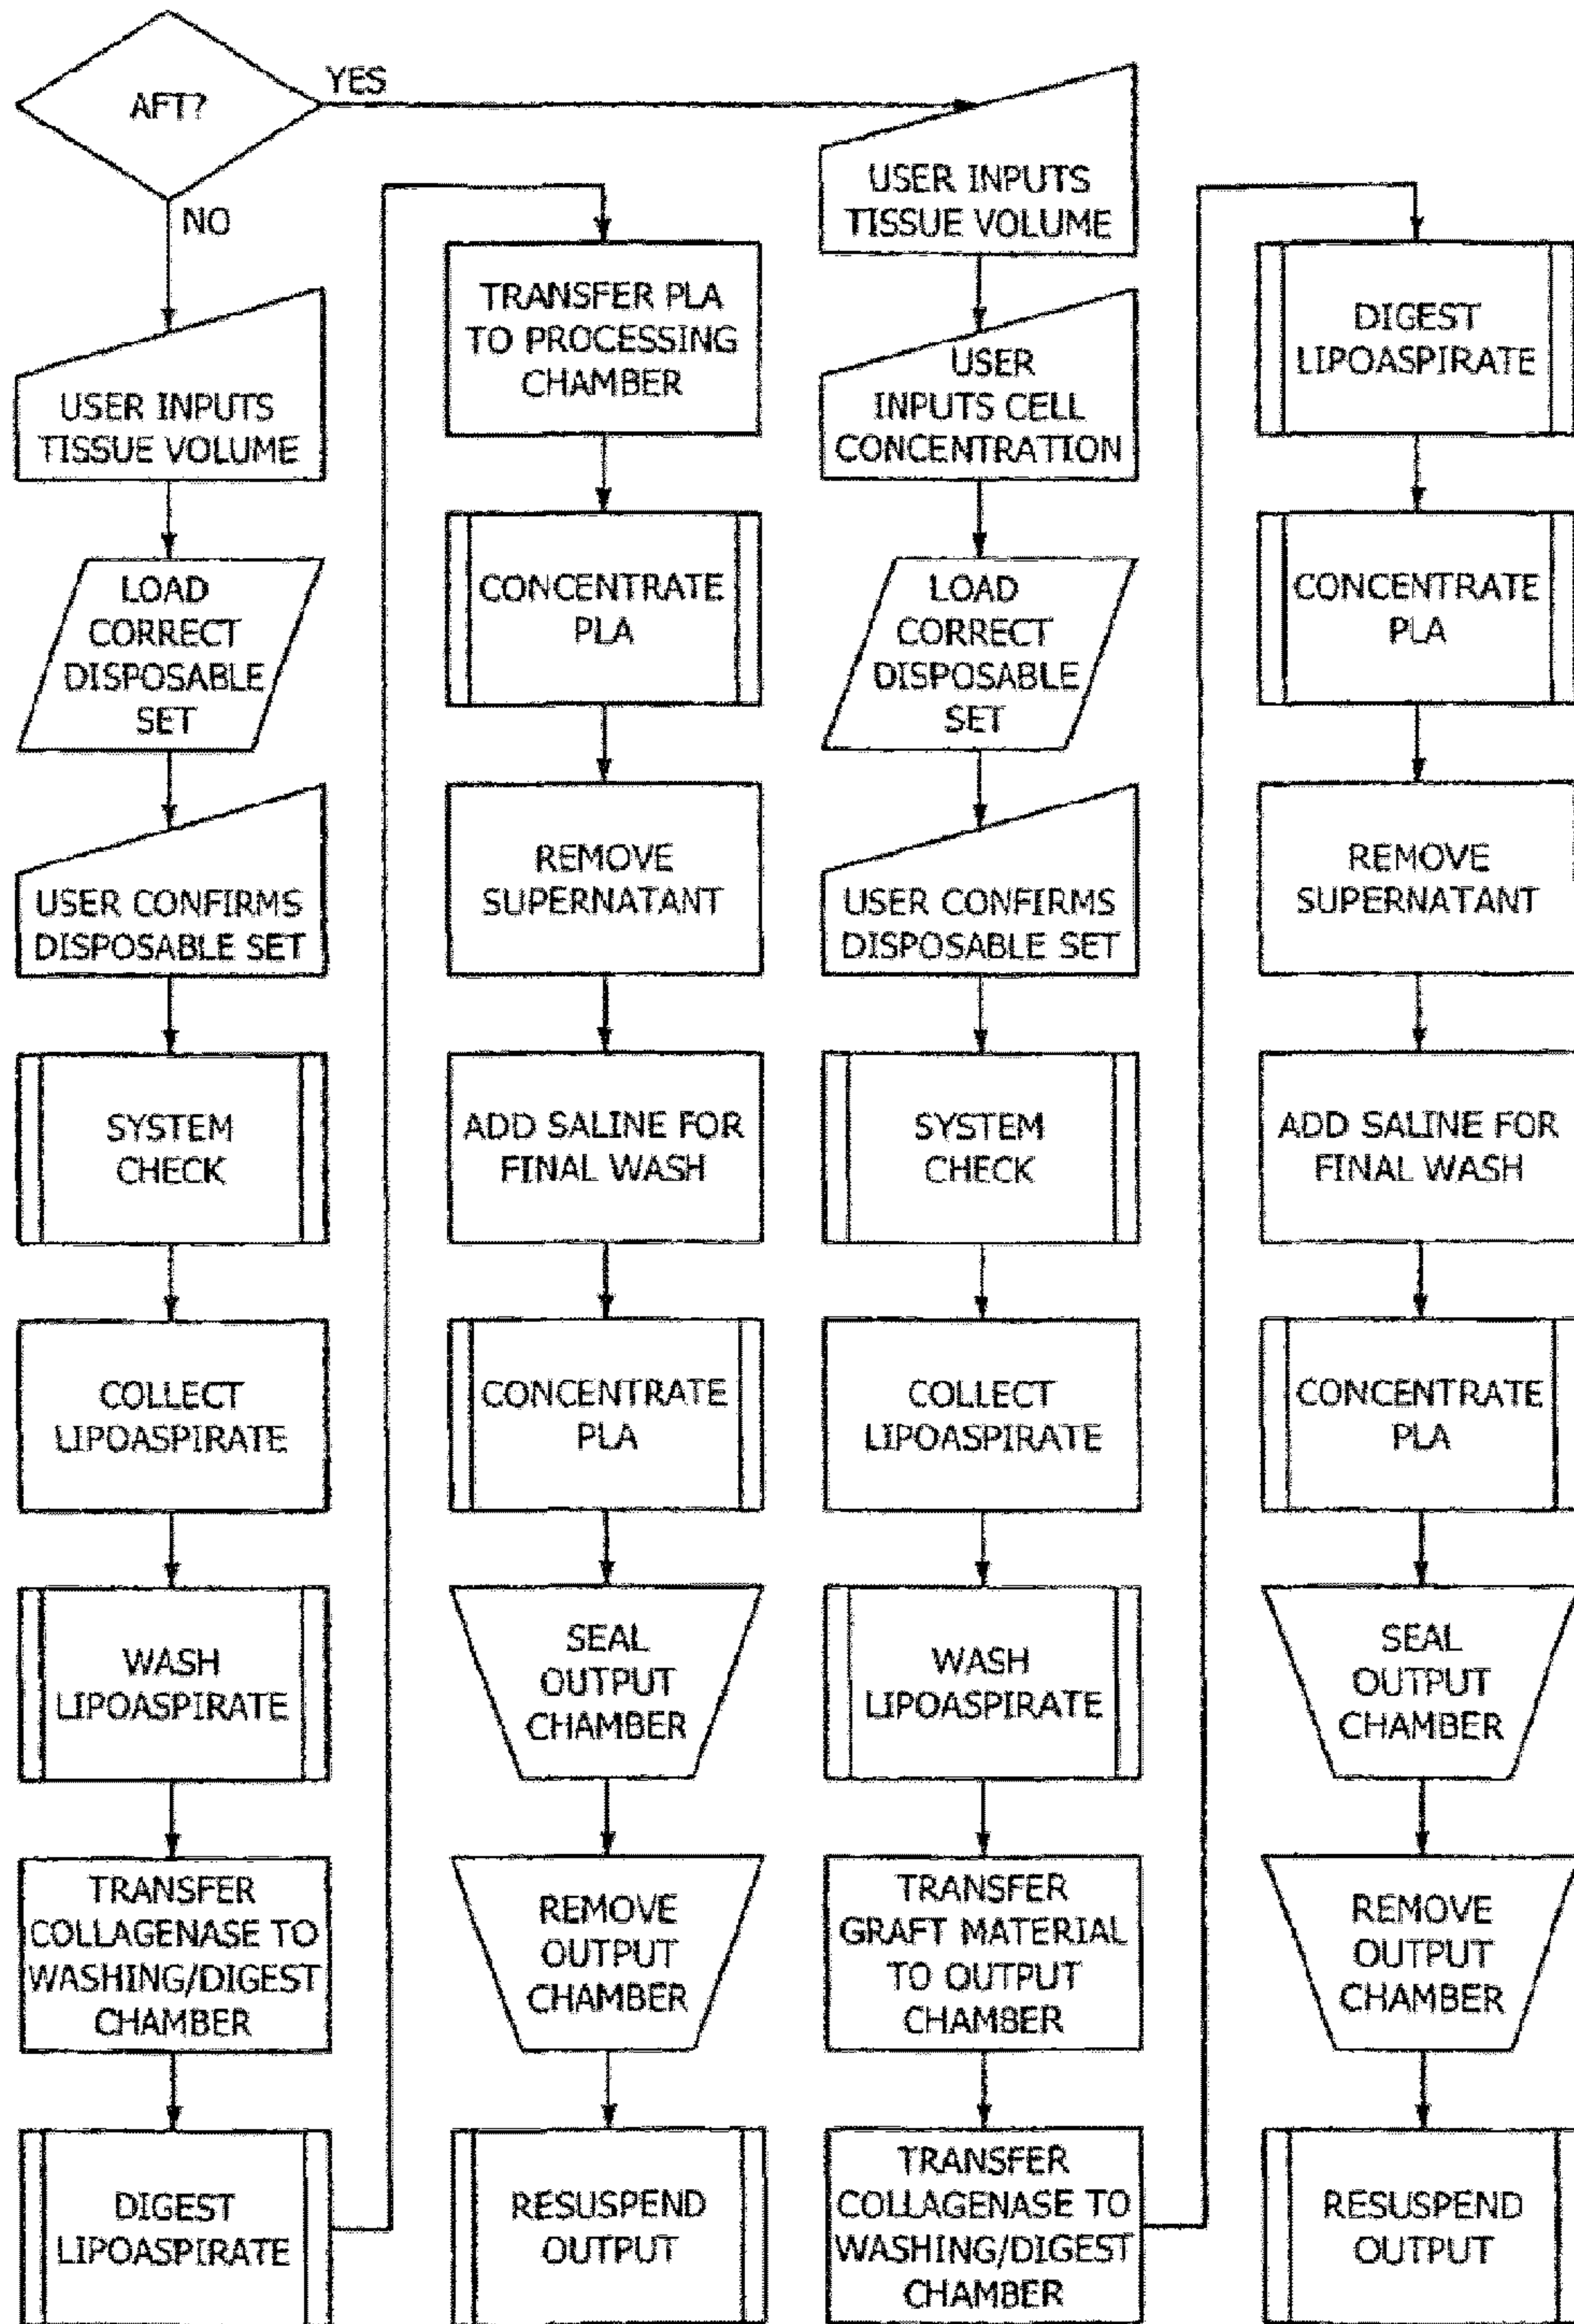 AFT?
YES
NO
USER INPUTS
TISSUE VOLUME
LOAD
CORRECT
DISPOSABLE
SET
USER CONFIRMS
DISPOSABLE SET
SYSTEM
CHECK
COLLECT
LIPOASPIRATE
WASH
LIPOASPIRATE
TRANSFER
COLLAGENASE TO
WASHING/DIGEST
CHAMBER
DIGEST
LIPOASPIRATE
TRANSFER PLA
TO PROCESSING
CHAMBER
CONCENTRATE
PLA
REMOVE
SUPERNATANT
ADD SALINE FOR
FINAL WASH
CONCENTRATE
PLA
SEAL
OUTPUT
CHAMBER
REMOVE
OUTPUT
CHAMBER
RESUSPEND
OUTPUT
USER INPUTS
TISSUE VOLUME
USER
INPUTS CELL
CONCENTRATION
LOAD
CORRECT
DISPOSABLE
SET
USER CONFIRMS
DISPOSABLE SET
SYSTEM
CHECK
COLLECT
LIPOASPIRATE
WASH
LIPOASPIRATE
TRANSFER
GRAFT MATERIAL
TO OUTPUT
CHAMBER
TRANSFER
COLLAGENASE TO
WASHING/DIGEST
CHAMBER
DIGEST
LIPOASPIRATE
CONCENTRATE
PLA
REMOVE
SUPERNATANT
ADD SALINE FOR
FINAL WASH
CONCENTRATE
PLA
SEAL
OUTPUT
CHAMBER
REMOVE
OUTPUT
CHAMBER
RESUSPEND
OUTPUT